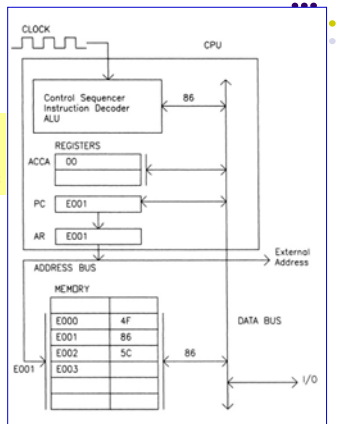 CLOCK
CPU
Control Sequencer
Instruction Decoder
ALU
86
REGISTERS
ACCA 00
PC E001
AR E001
External
Address
ADDRESS BUS
MEMORY
E000 4F
E001 86
E002 5C
E003
DATA BUS
86
E001
I/O